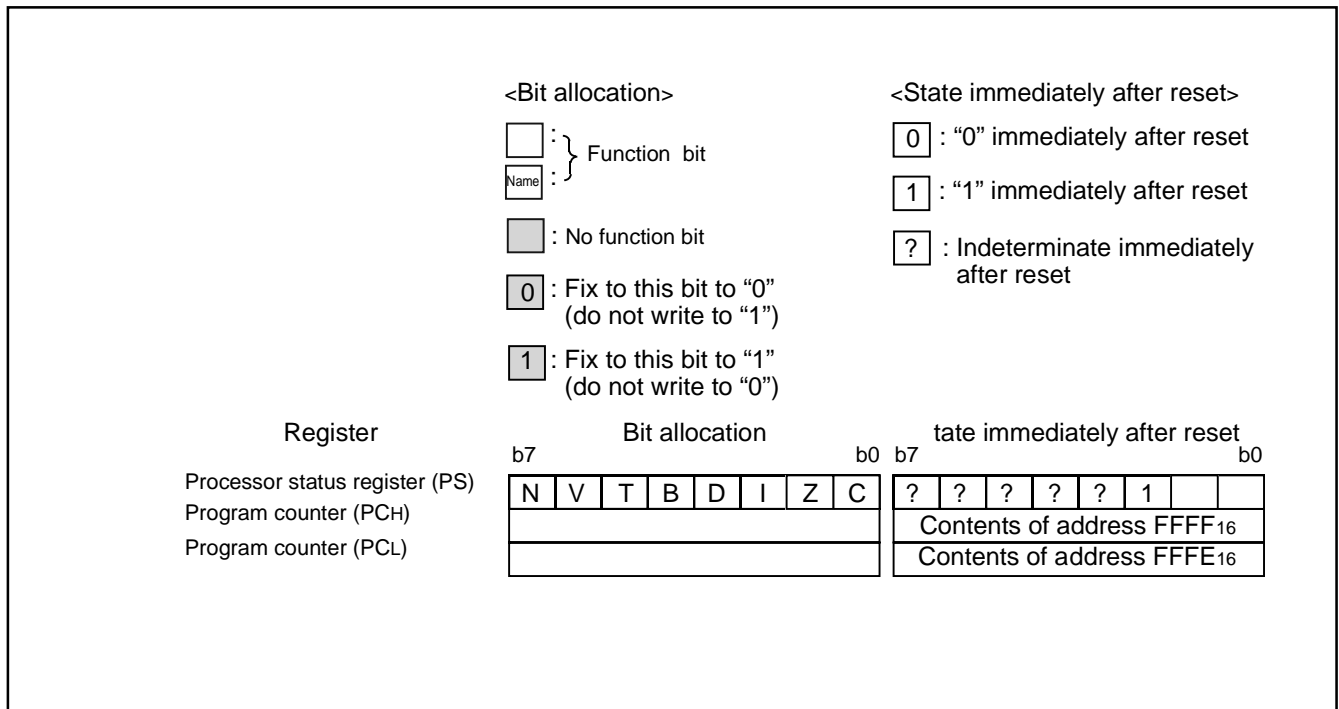 <Bit allocation>
<State immediately after reset>
:
Name :
Function bit
: No function bit
0 : Fix to this bit to “0”
(do not write to “1”)
1 : Fix to this bit to “1”
(do not write to “0”)
0 : “0” immediately after reset
1 : “1” immediately after reset
? : Indeterminate immediately
after reset
Register Bit allocation tate immediately after reset
b7 b0 b7 b0
Processor status register (PS) N V T B D I Z C ? ? ? ? ? 1
Program counter (PCH) Contents of address FFFF16
Program counter (PCL) Contents of address FFFE16